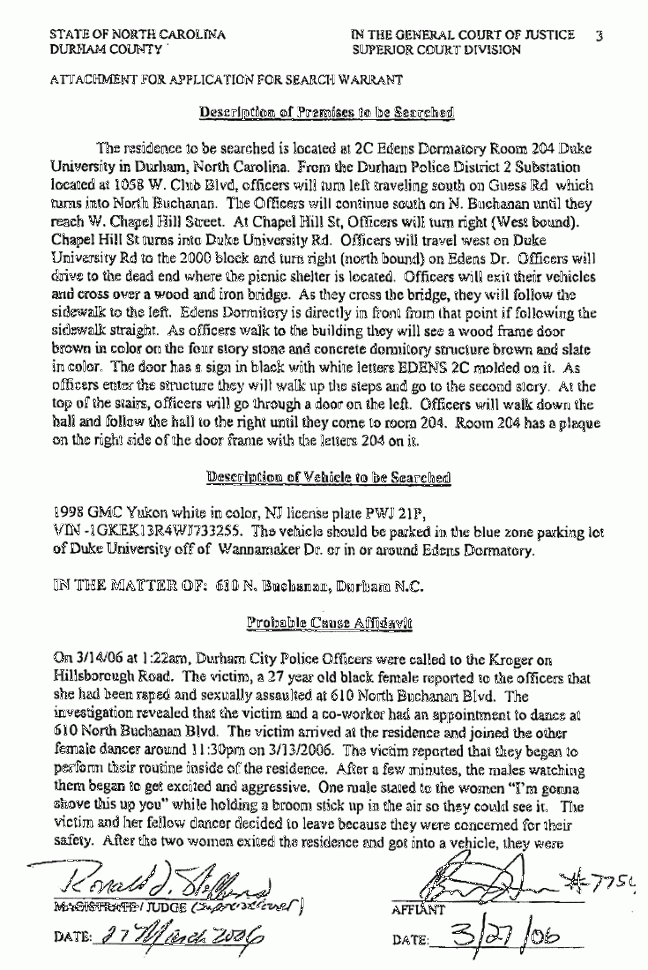 STATE OF NORTH CAROLINA IN THE GENERAL COURT OF JUSTICE 3
DURHAM COUNTY SUPERIOR COURT DIVISION
ATTACHMENT FOR APPLICATION FOR SEARCH WARRANT
Description of Premises to be Searched
The residence to be searched is located at 2C Edens Dormatory Room 204 Duke
University in Durham, North Carolina. From the Durham Police District 2 Substation
located at 1058 W. Club Blvd, officers will turn left traveling south on Guess Rd which
turns into North Buchanan. The Officers will continue south on N. Buchanan until they
reach W. Chapel Hill Street. At Chapel Hill St, Officers will turn right (West bound).
Chapel Hill St turns into Duke University Rd. Officers will travel west on Duke
University Rd to the 2000 block and turn right (north bound) on Edens Dr. Officers will
drive to the dead end where the picnic shelter is located. Officers will exit their vehicles
and cross over a wood and iron bridge. As they cross the bridge, they will follow the
sidewalk to the left. Edens Dormitory is directly in front from that point if following the
sidewalk straight. As officers walk to the building they will see a wood frame door
brown in color on the four story stone and concrete dormitory structure brown and slate
in color. The door has a sign in black with white letters EDENS 2C molded on it. As
officers enter the structure they will walk up the steps and go to the second story. At the
top of the stairs, officers will go through a door on the left. Officers will walk down the
hall and follow the hall to the right until they come to room 204. Room 204 has a plaque
on the right side of the door frame with the letters 204 on it.
Description of Vehicle to be Searched
1998 GMC Yukon white in color, NJ license plate PWJ 21P,
VIN -1GKEK13R4WJ733255. The vehicle should be parked in the blue zone parking lot
of Duke University off of Wannamaker Dr. or in or around Edens Dormatory.
IN THE MATTER OF: 610 N. Buchanan, Durham N.C.
Probable Cause Affidavit
On 3/14/06 at 1:22am, Durham City Police Officers were called to the Kroger on
Hillsborough Road. The victim, a 27 year old black female reported to the officers that
she had been raped and sexually assaulted at 610 North Buchanan Blvd. The
investigation revealed that the victim and a co-worker had an appointment to dance at
610 North Buchanan Blvd. The victim arrived at the residence and joined the other
female dancer around 11:30pm on 3/13/2006. The victim reported that they began to
perform their routine inside of the residence. After a few minutes, the males watching
them began to get excited and aggressive. One male stated to the women “I'm gonna
shove this up you” while holding a broom stick up in the air so they could see it. The
victim and her fellow dancer decided to leave because they were concerned for their
safety. After the two women exited the residence and got into a vehicle, they were
Ronald L. Stephens
MAGISTRATE/JUDGE AFFIANT
DATE: 27 March 2006 DATE: 3/27/06